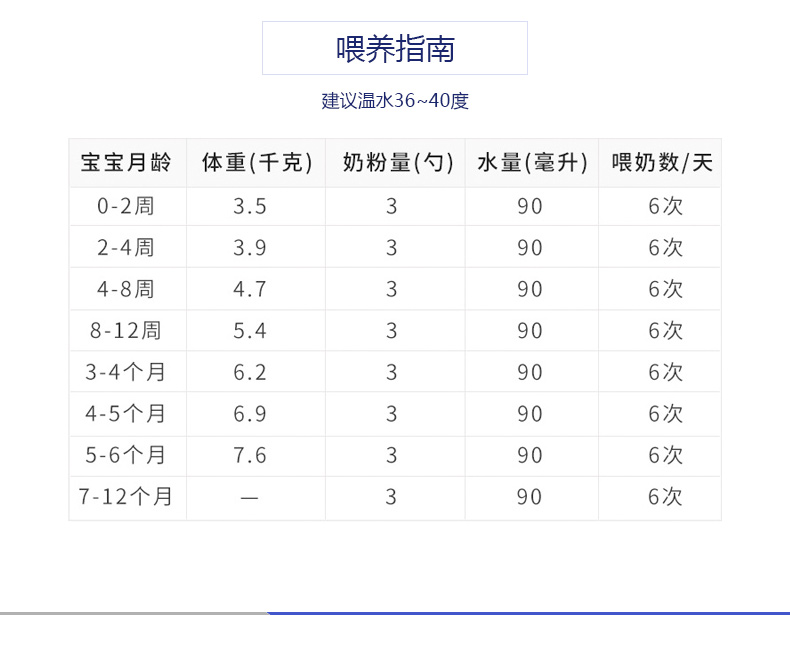 喂养指南
建议温水36~40度
宝宝月龄 体重(千克) 奶粉量(勺) 水量(毫升) 喂奶数/天
0-2周 3.5 3 90 6次
2-4周 3.9 3 90 6次
4-8周 4.7 3 90 6次
8-12周 5.4 3 90 6次
3-4个月 6.2 3 90 6次
4-5个月 6.9 3 90 6次
5-6个月 7.6 3 90 6次
7-12个月 — 3 90 6次